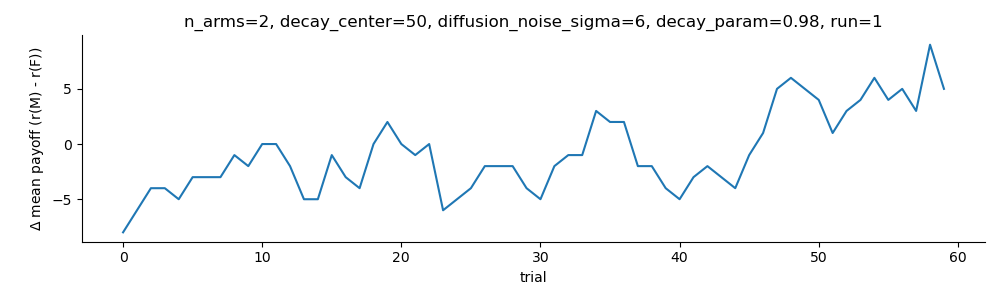 n_arms=2, decay_center=50, diffusion_noise_sigma=6, decay_param=0.98, run=1
Δ mean payoff (r(M) - r(F))
5
0
−5
0 10 20 30 40 50 60
trial